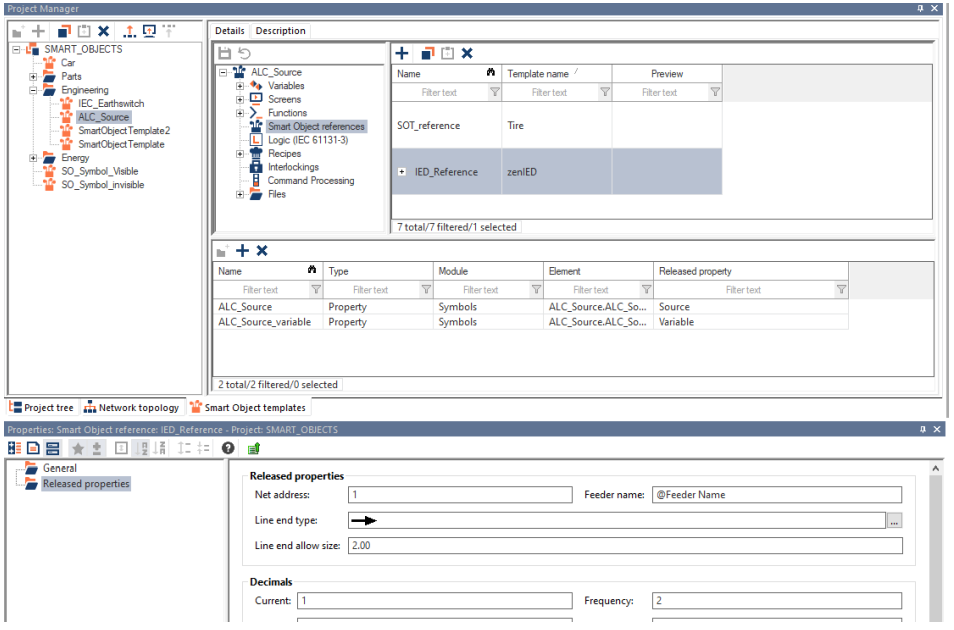 Project Manager
SMART_OBJECTS
Car
Parts
Engineering
IEC_Earthswitch
ALC_Source
SmartObjectTemplate2
SmartObjectTemplate
Energy
SO_Symbol_Visible
SO_Symbol_invisible
Details Description
ALC_Source
Variables
Screens
Functions
Smart Object references
Logic (IEC 61131-3)
Recipes
Interlockings
Command Processing
Files
Name Template name Preview
Filter text Filter text Filter text
SOT_reference Tire
IED_Reference zenIED
7 total/7 filtered/1 selected
Name Type Module Element Released property
Filter text Filter text Filter text Filter text Filter text
ALC_Source Property Symbols ALC_Source.ALC_So... Source
ALC_Source_variable Property Symbols ALC_Source.ALC_So... Variable
2 total/2 filtered/0 selected
Project tree Network topology Smart Object templates
Properties: Smart Object reference: IED_Reference - Project: SMART_OBJECTS
General
Released properties
Released properties
Net address: 1 Feeder name: @Feeder Name
Line end type: ...
Line end allow size: 2.00
Decimals
Current: 1 Frequency: 2